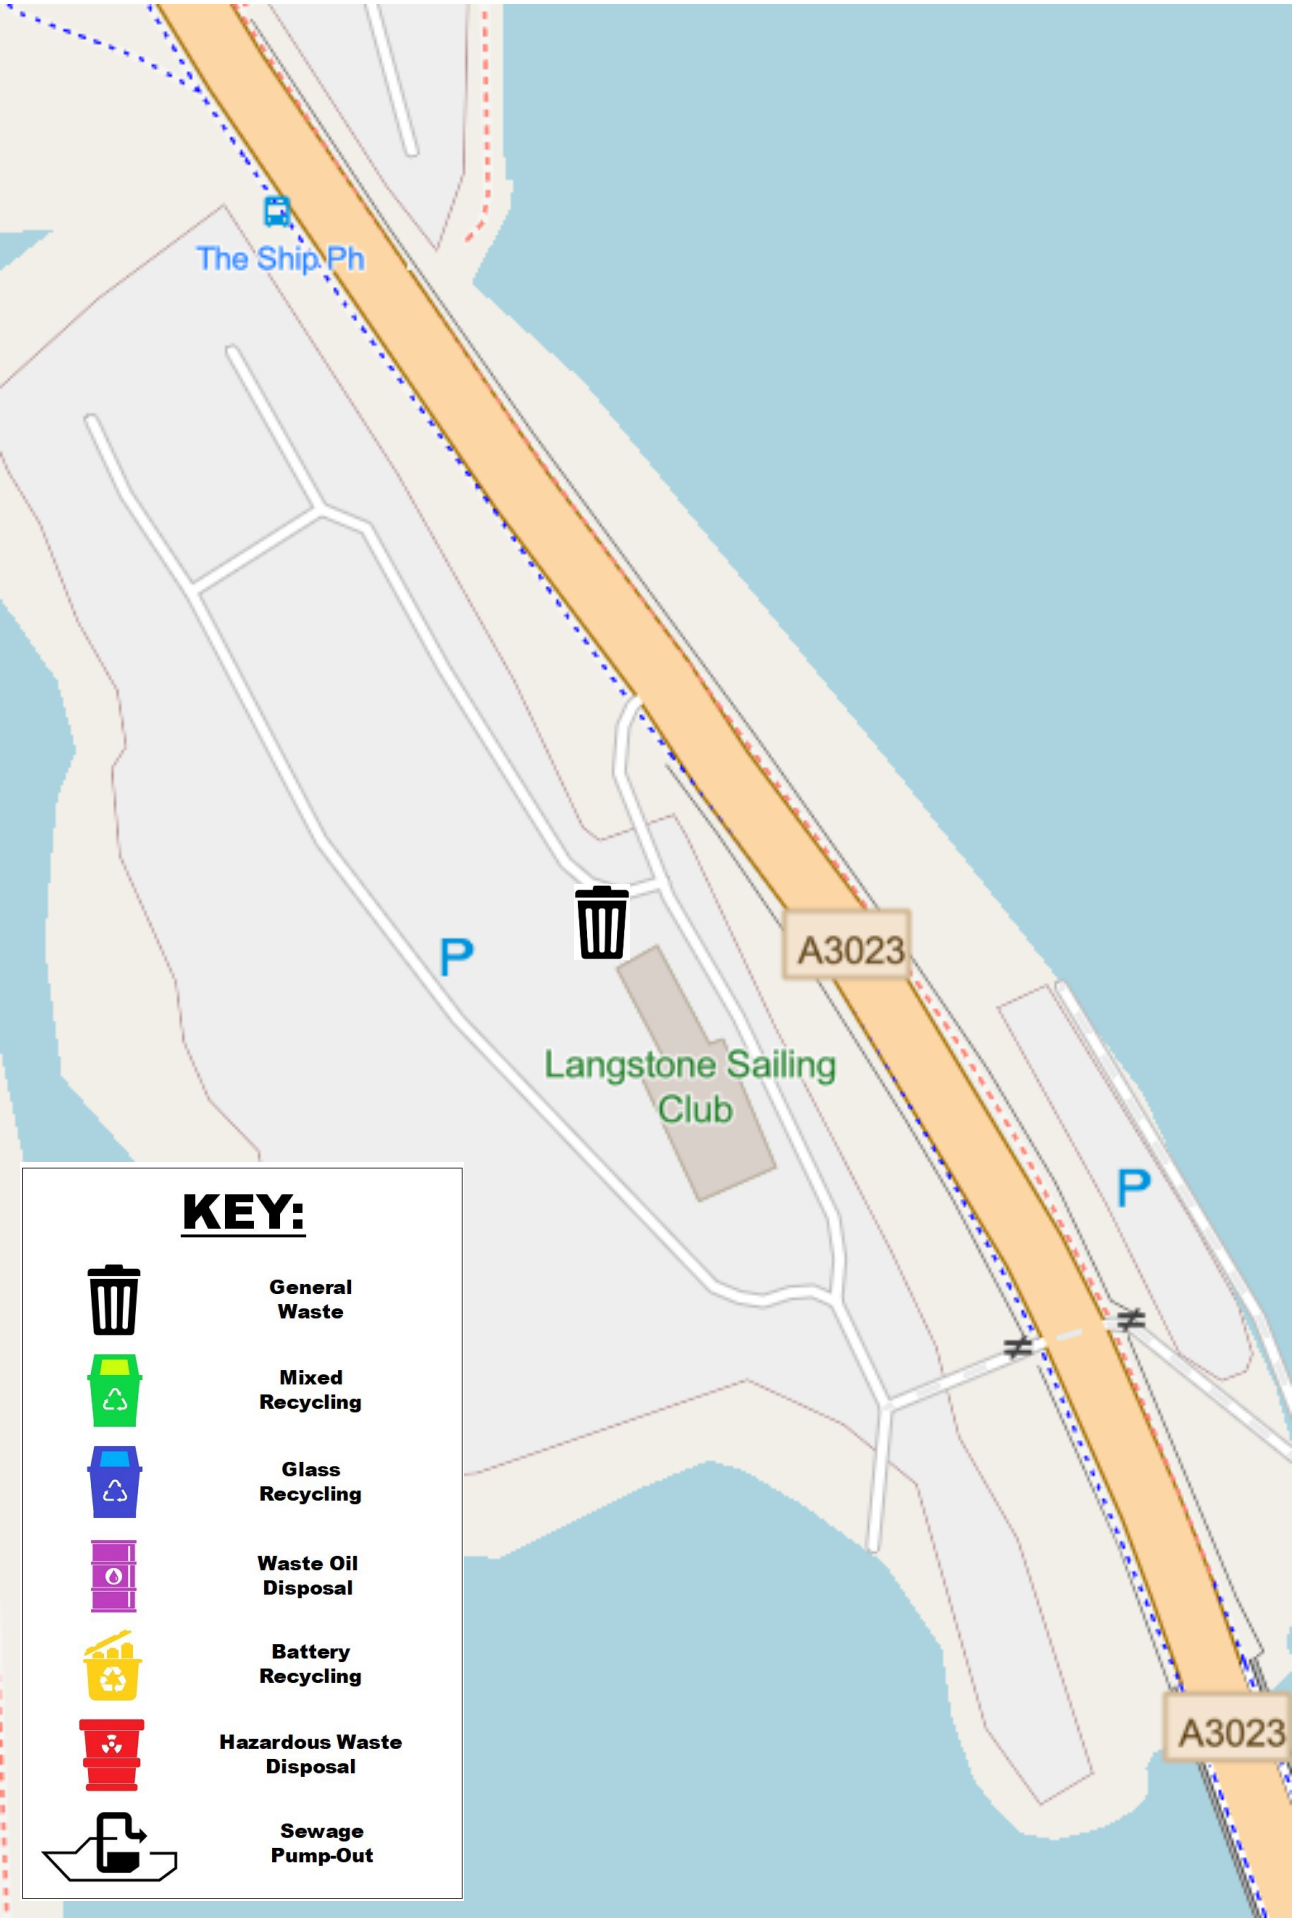 The Ship Ph
A3023
P
Langstone Sailing
Club
P
A3023
KEY:
General
Waste
Mixed
Recycling
Glass
Recycling
Waste Oil
Disposal
Battery
Recycling
Hazardous Waste
Disposal
Sewage
Pump-Out